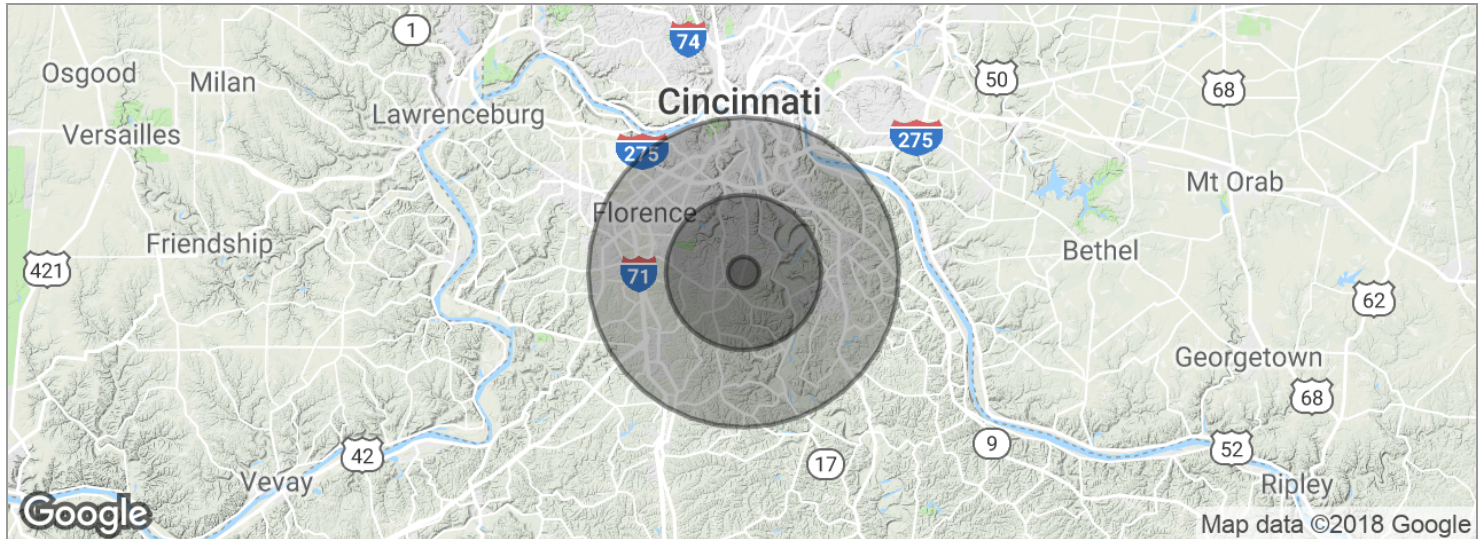 1
74
Osgood
Milan
50
68
Cincinnati
Lawrenceburg
Versailles
275
275
Mt Orab
Florence
Friendship
Bethel
421
71
62
Georgetown
68
9
52
42
17
Vevay
Ripley
Google
Map data ©2018 Google